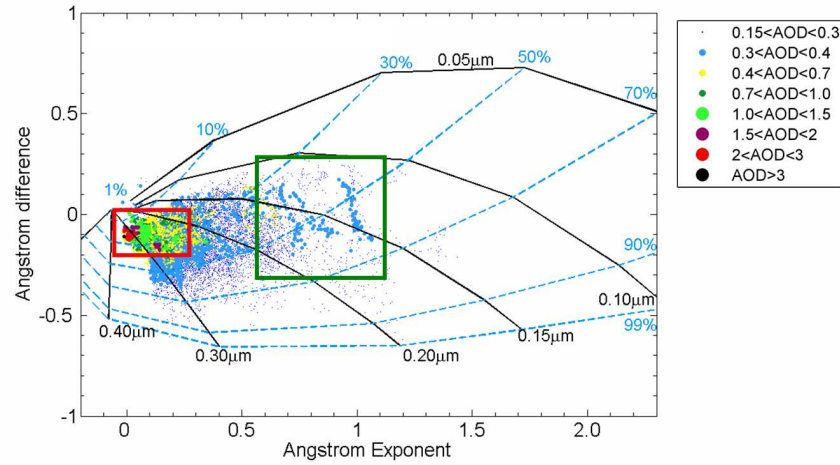 1
0.5
0
-0.5
-1
0
0.5
1
1.5
2.0
Angstrom Exponent
Angstrom difference
1%
10%
30%
50%
70%
90%
99%
0.05μm
0.10μm
0.15μm
0.20μm
0.30μm
0.40μm
0.15<AOD<0.3
0.3<AOD<0.4
0.4<AOD<0.7
0.7<AOD<1.0
1.0<AOD<1.5
1.5<AOD<2
2<AOD<3
AOD>3